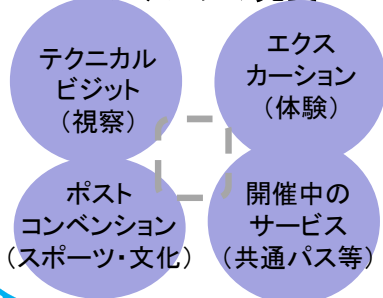 テクニカル
ビジット
（視察）
エクス
カーション
（体験）
ポスト
コンベンション
（スポーツ・文化）
開催中の
サービス
（共通パス等）